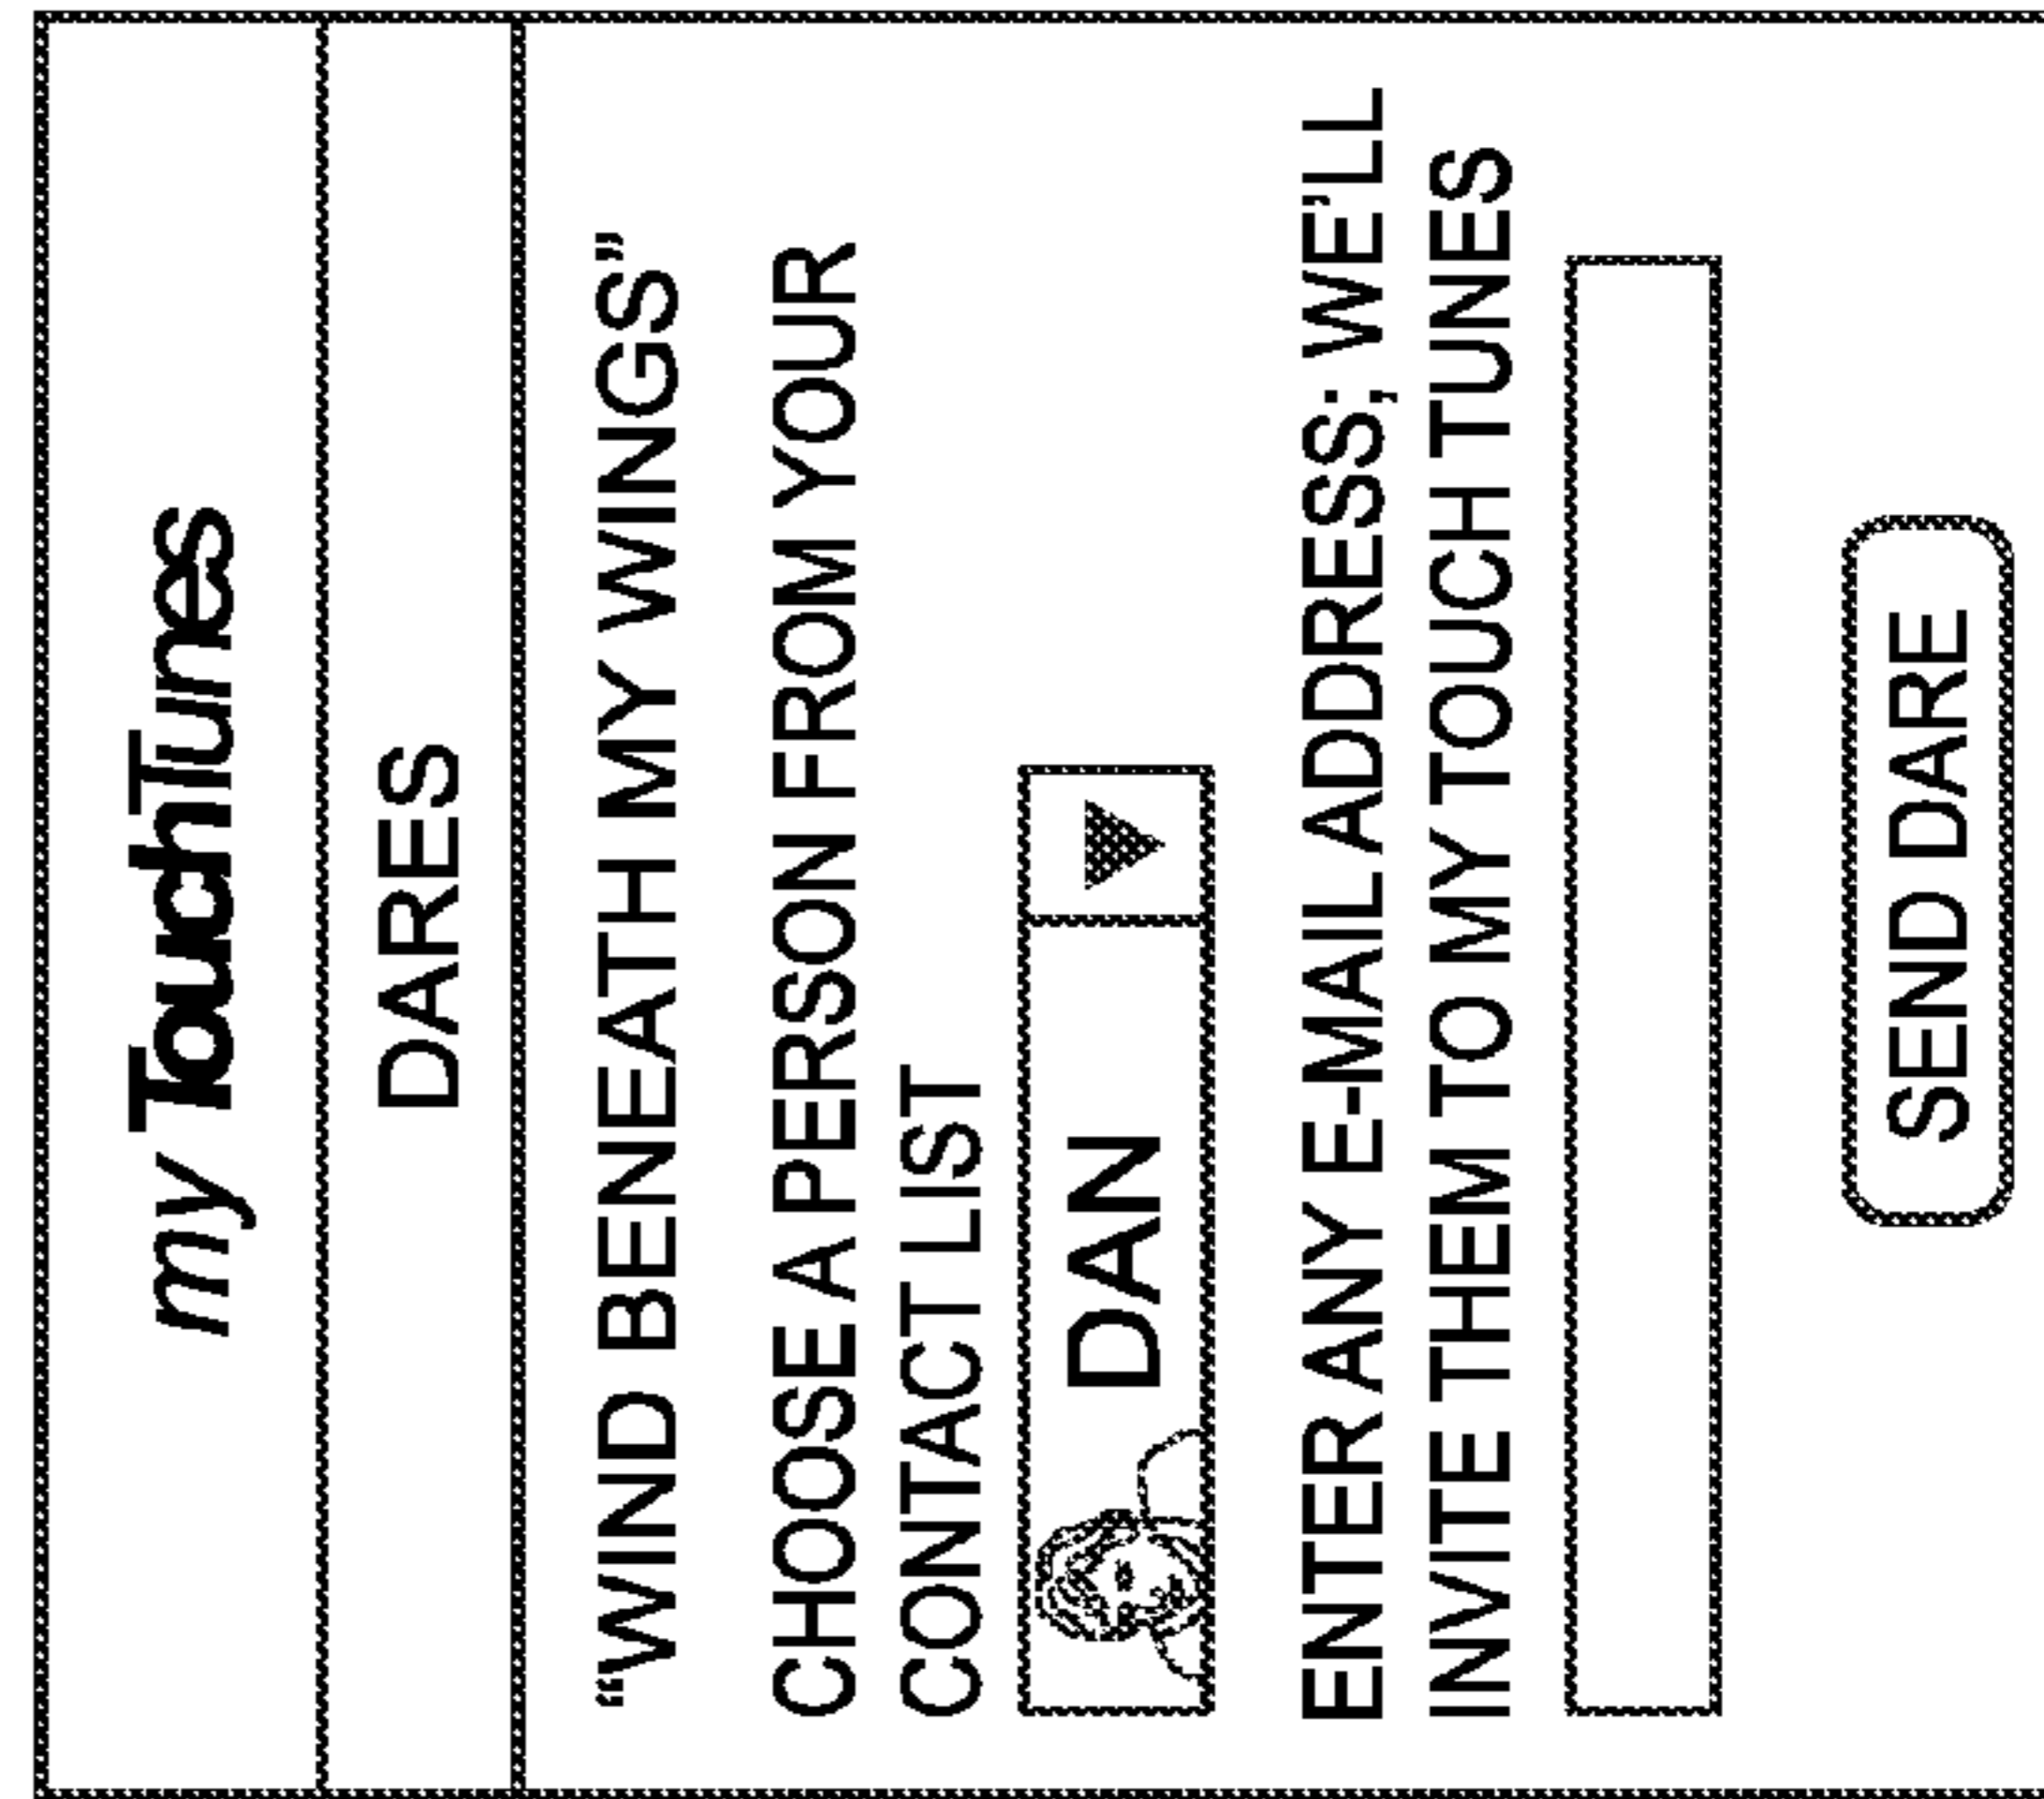 my TouchTunes
DARES
“WIND BENEATH MY WINGS”
CHOOSE A PERSON FROM YOUR
CONTACT LIST
DAN
ENTER ANY E-MAIL ADDRESS; WE’LL
INVITE THEM TO MY TOUCH TUNES
SEND DARE